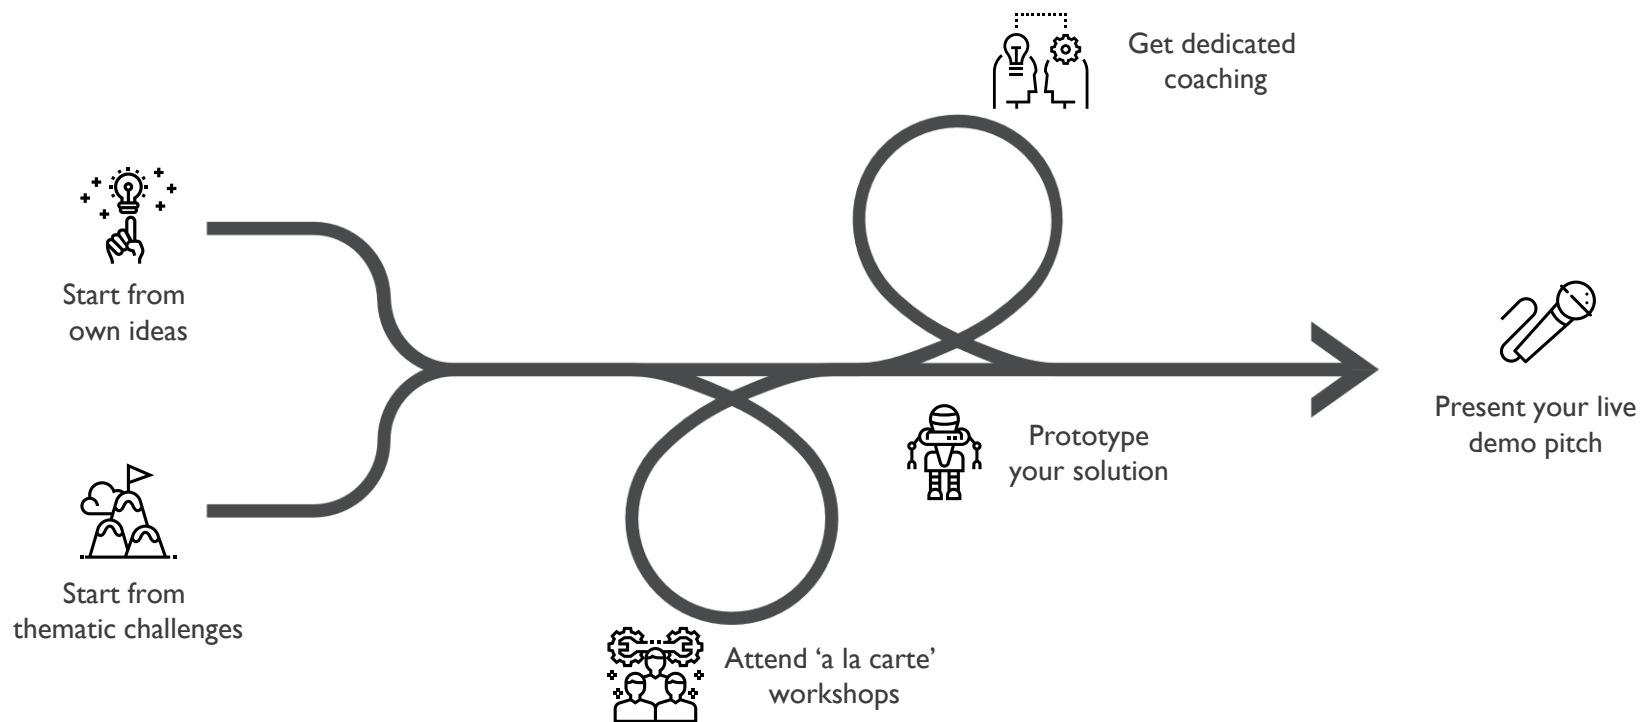 Get dedicated
coaching
Start from
own ideas
Present your live
demo pitch
Prototype
your solution
Start from
thematic challenges
Attend ‘a la carte’
workshops